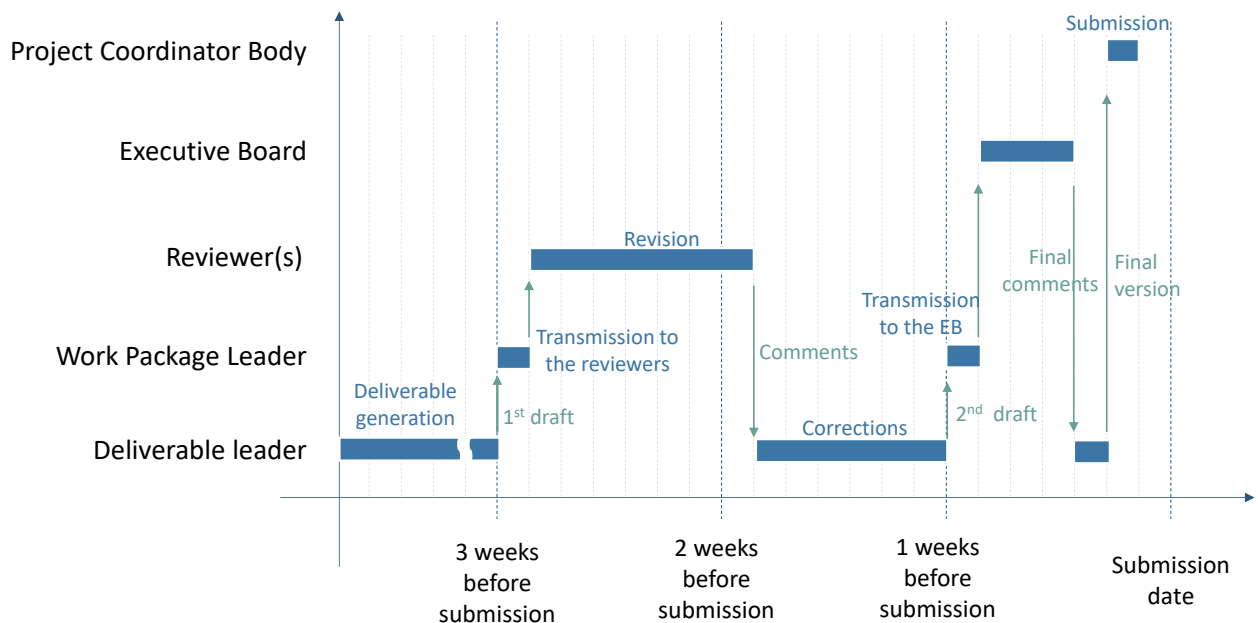 Submission
Project Coordinator Body
Executive Board
Revision
Reviewer(s)
Final
comments
Final
version
Transmission
to the EB
Transmission to
the reviewers
Work Package Leader
Comments
Deliverable
generation
1st draft
2nd draft
Corrections
Deliverable leader
3 weeks
before
submission
2 weeks
before
submission
1 weeks
before
submission
Submission
date